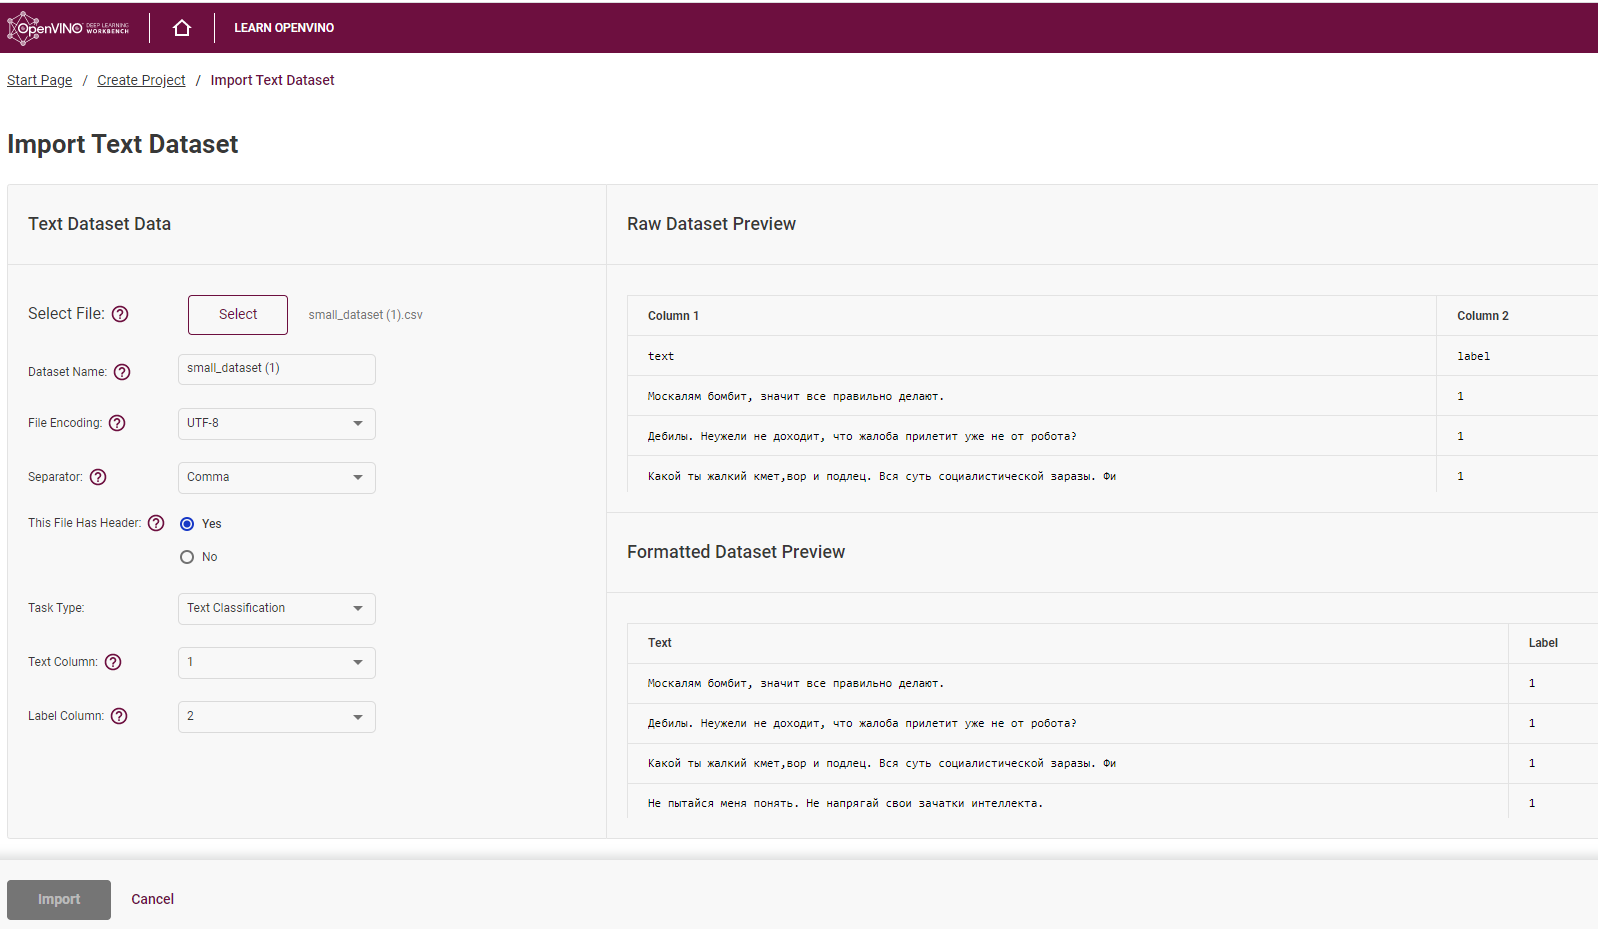 OpenVINO DEEP LEARNING WORKBENCH LEARN OPENVINO
Start Page / Create Project / Import Text Dataset
Import Text Dataset
Text Dataset Data
Select File: ? Select small_dataset (1).csv
Dataset Name: ? small_dataset (1)
File Encoding: ? UTF-8
Separator: ? Comma
This File Has Header: ? Yes
No
Task Type: Text Classification
Text Column: ? 1
Label Column: ? 2
Raw Dataset Preview
Column 1 Column 2
text label
Москалям бомбит, значит все правильно делают. 1
Дебилы. Неужели не доходит, что жалоба прилетит уже не от робота? 1
Какой ты жалкий кмет,вор и подлец. Вся суть социалистической заразы. Фи 1
Formatted Dataset Preview
Text Label
Москалям бомбит, значит все правильно делают. 1
Дебилы. Неужели не доходит, что жалоба прилетит уже не от робота? 1
Какой ты жалкий кмет,вор и подлец. Вся суть социалистической заразы. Фи 1
Не пытайся меня понять. Не напрягай свои зачатки интеллекта. 1
Import Cancel